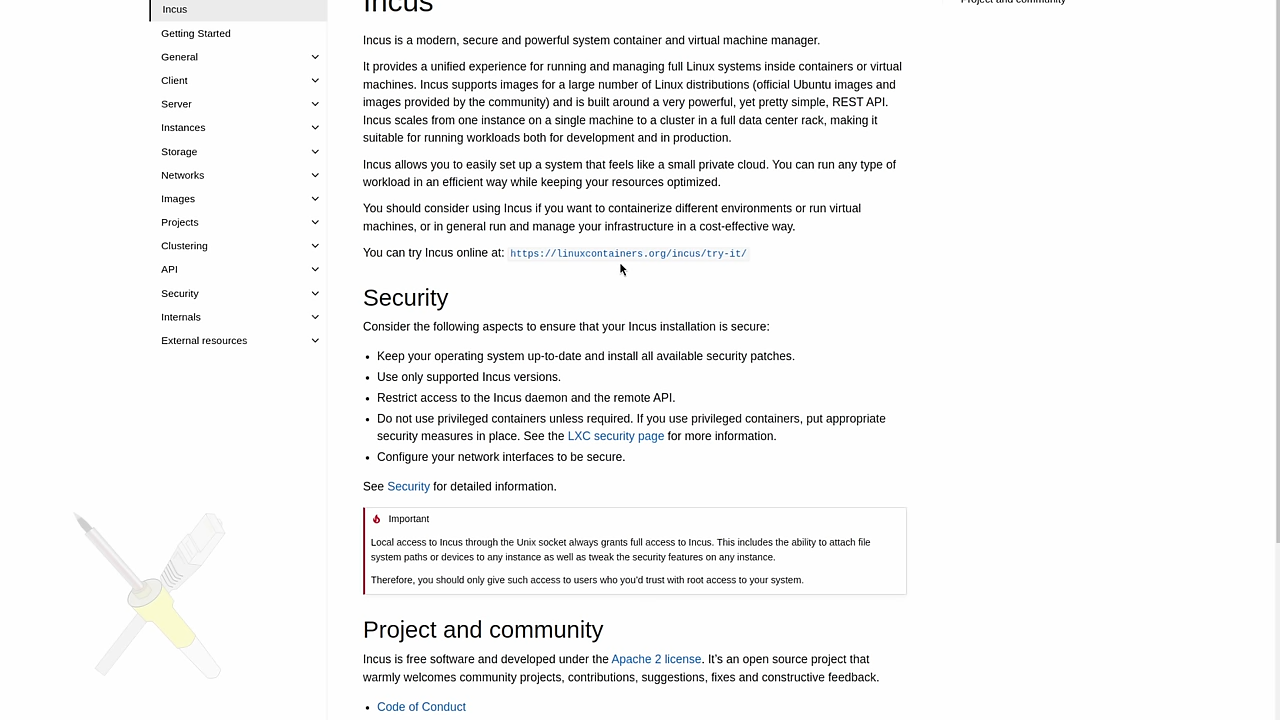 Incus
Getting Started
General
Client
Server
Instances
Storage
Networks
Images
Projects
Clustering
API
Security
Internals
External resources
Incus
Incus is a modern, secure and powerful system container and virtual machine manager.
It provides a unified experience for running and managing full Linux systems inside containers or virtual
machines. Incus supports images for a large number of Linux distributions (official Ubuntu images and
images provided by the community) and is built around a very powerful, yet pretty simple, REST API.
Incus scales from one instance on a single machine to a cluster in a full data center rack, making it
suitable for running workloads both for development and in production.
Incus allows you to easily set up a system that feels like a small private cloud. You can run any type of
workload in an efficient way while keeping your resources optimized.
You should consider using Incus if you want to containerize different environments or run virtual
machines, or in general run and manage your infrastructure in a cost-effective way.
You can try Incus online at: https://linuxcontainers.org/incus/try-it/
Security
Consider the following aspects to ensure that your Incus installation is secure:
• Keep your operating system up-to-date and install all available security patches.
• Use only supported Incus versions.
• Restrict access to the Incus daemon and the remote API.
• Do not use privileged containers unless required. If you use privileged containers, put appropriate
security measures in place. See the LXC security page for more information.
• Configure your network interfaces to be secure.
See Security for detailed information.
Important
Local access to Incus through the Unix socket always grants full access to Incus. This includes the ability to attach file
system paths or devices to any instance as well as tweak the security features on any instance.
Therefore, you should only give such access to users who you'd trust with root access to your system.
Project and community
Incus is free software and developed under the Apache 2 license. It's an open source project that
warmly welcomes community projects, contributions, suggestions, fixes and constructive feedback.
• Code of Conduct
Project and community